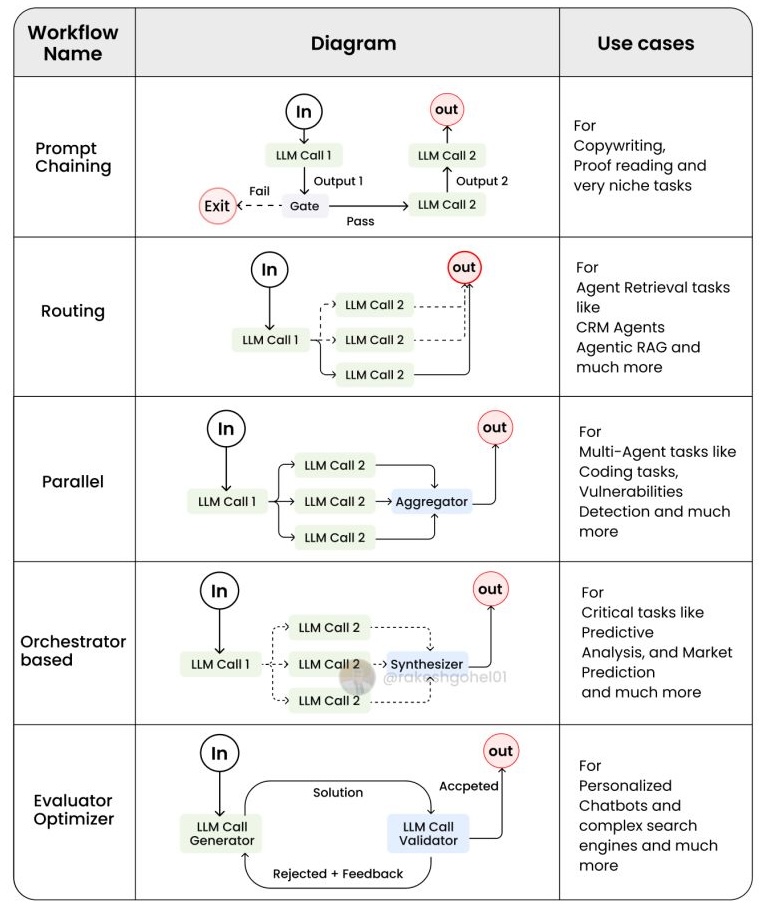 Workflow
Name
Diagram
Use cases
Prompt
Chaining
In
out
LLM Call 1
LLM Call 2
Output 1
Output 2
Fail
Exit
Gate
LLM Call 2
Pass
For
Copywriting,
Proof reading and
very niche tasks
Routing
In
out
LLM Call 2
LLM Call 1
LLM Call 2
LLM Call 2
For
Agent Retrieval tasks
like
CRM Agents
Agentic RAG and
much more
Parallel
In
out
LLM Call 2
LLM Call 1
LLM Call 2
Aggregator
LLM Call 2
For
Multi-Agent tasks like
Coding tasks,
Vulnerabilities
Detection and much
more
Orchestrator
based
In
out
LLM Call 2
LLM Call 1
LLM Call 2
Synthesizer
@rakeshgohel01
LLM Call 2
For
Critical tasks like
Predictive
Analysis, and Market
Prediction
and much more
Evaluator
Optimizer
In
out
Solution
Accpeted
LLM Call
Generator
LLM Call
Validator
Rejected + Feedback
For
Personalized
Chatbots and
complex search
engines and much
more